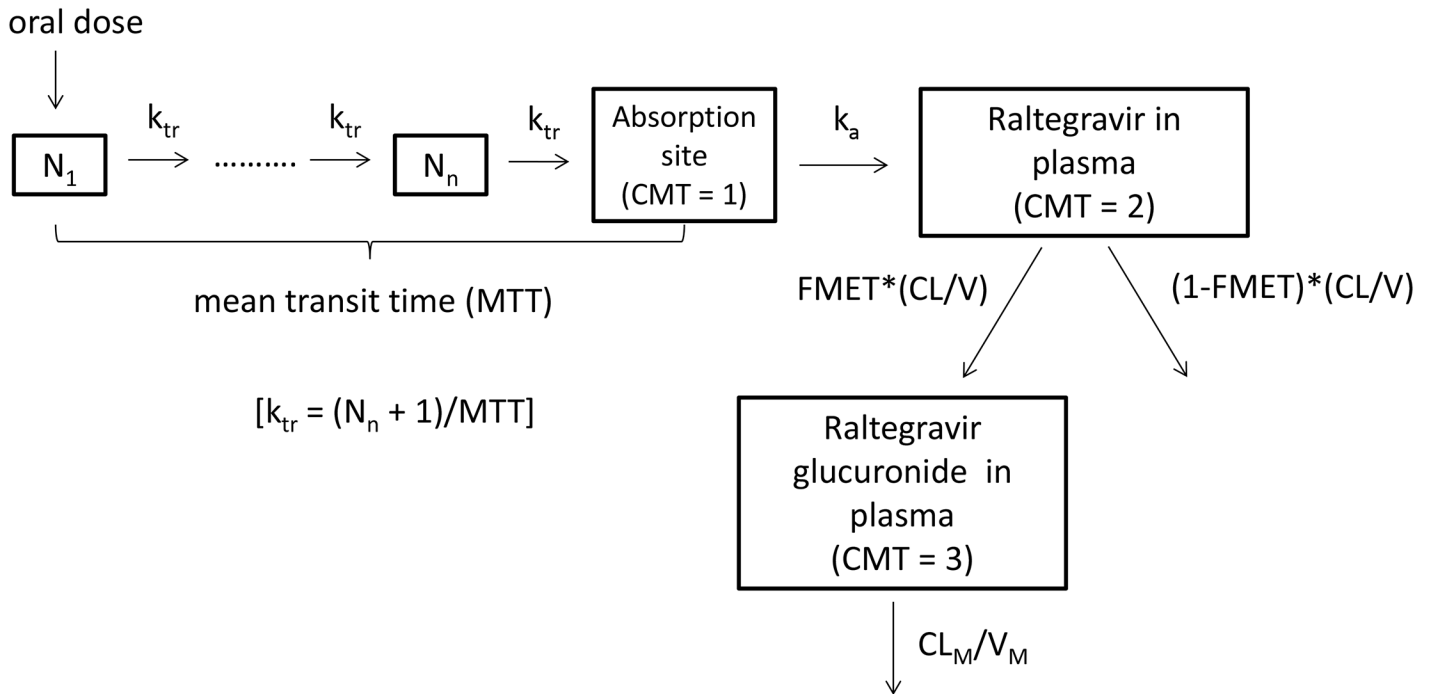 oral dose
k_tr
k_tr
k_tr
k_a
N_1
..........
N_n
Absorption
site
(CMT = 1)
Raltegravir in
plasma
(CMT = 2)
mean transit time (MTT)
FMET*(CL/V)
(1-FMET)*(CL/V)
[k_tr = (N_n + 1)/MTT]
Raltegravir
glucuronide in
plasma
(CMT = 3)
CL_M/V_M